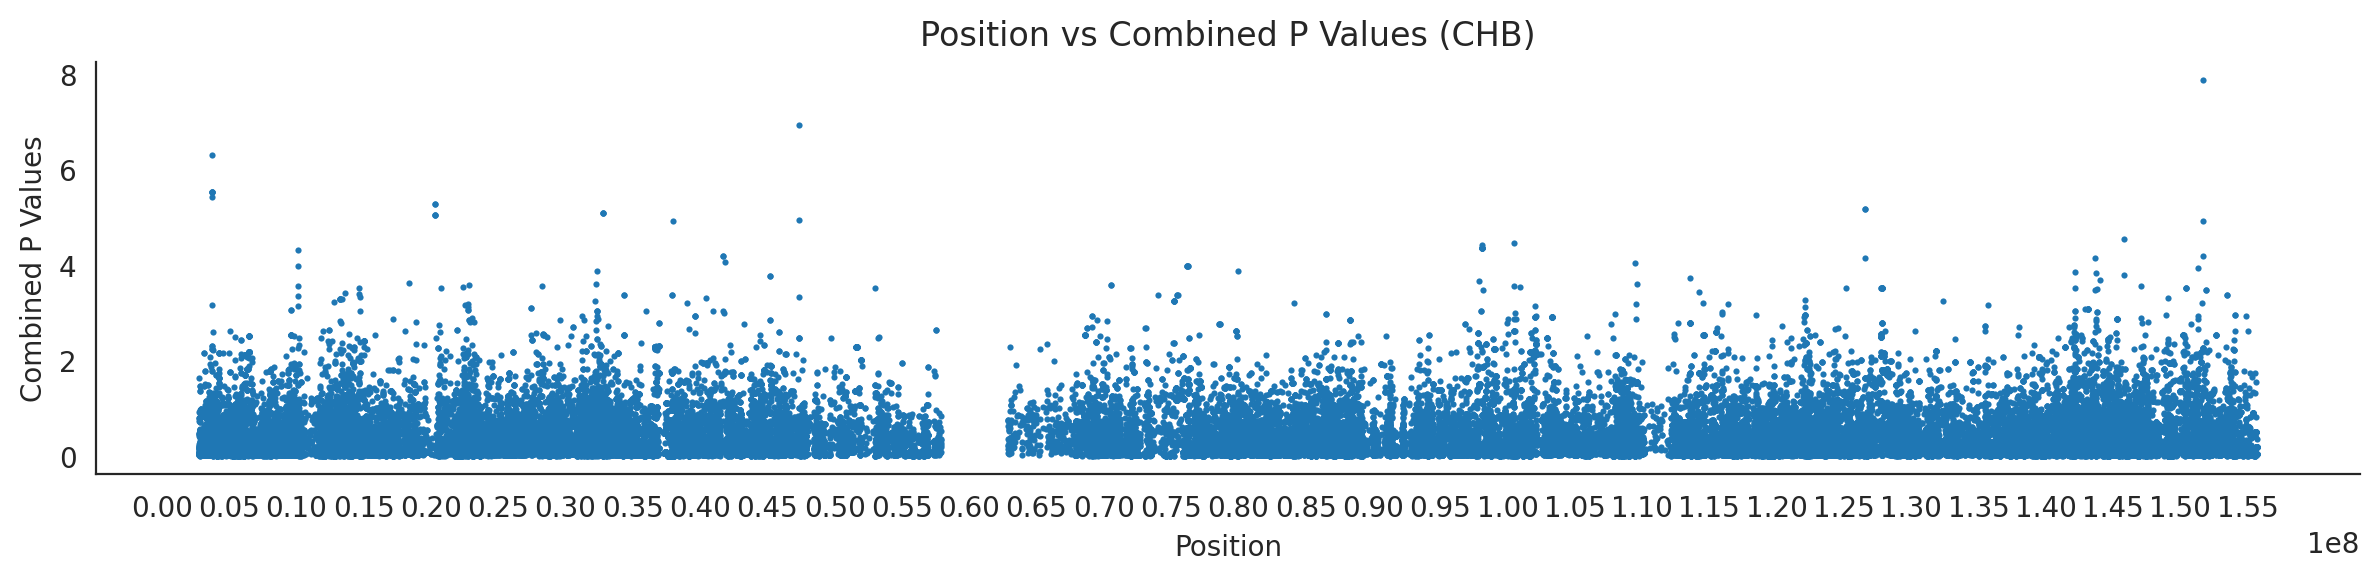 Position vs Combined P Values (CHB)
Combined P Values
8
6
4
2
0
0.00 0.05 0.10 0.15 0.20 0.25 0.30 0.35 0.40 0.45 0.50 0.55 0.60 0.65 0.70 0.75 0.80 0.85 0.90 0.95 1.00 1.05 1.10 1.15 1.20 1.25 1.30 1.35 1.40 1.45 1.50 1.55
1e8
Position